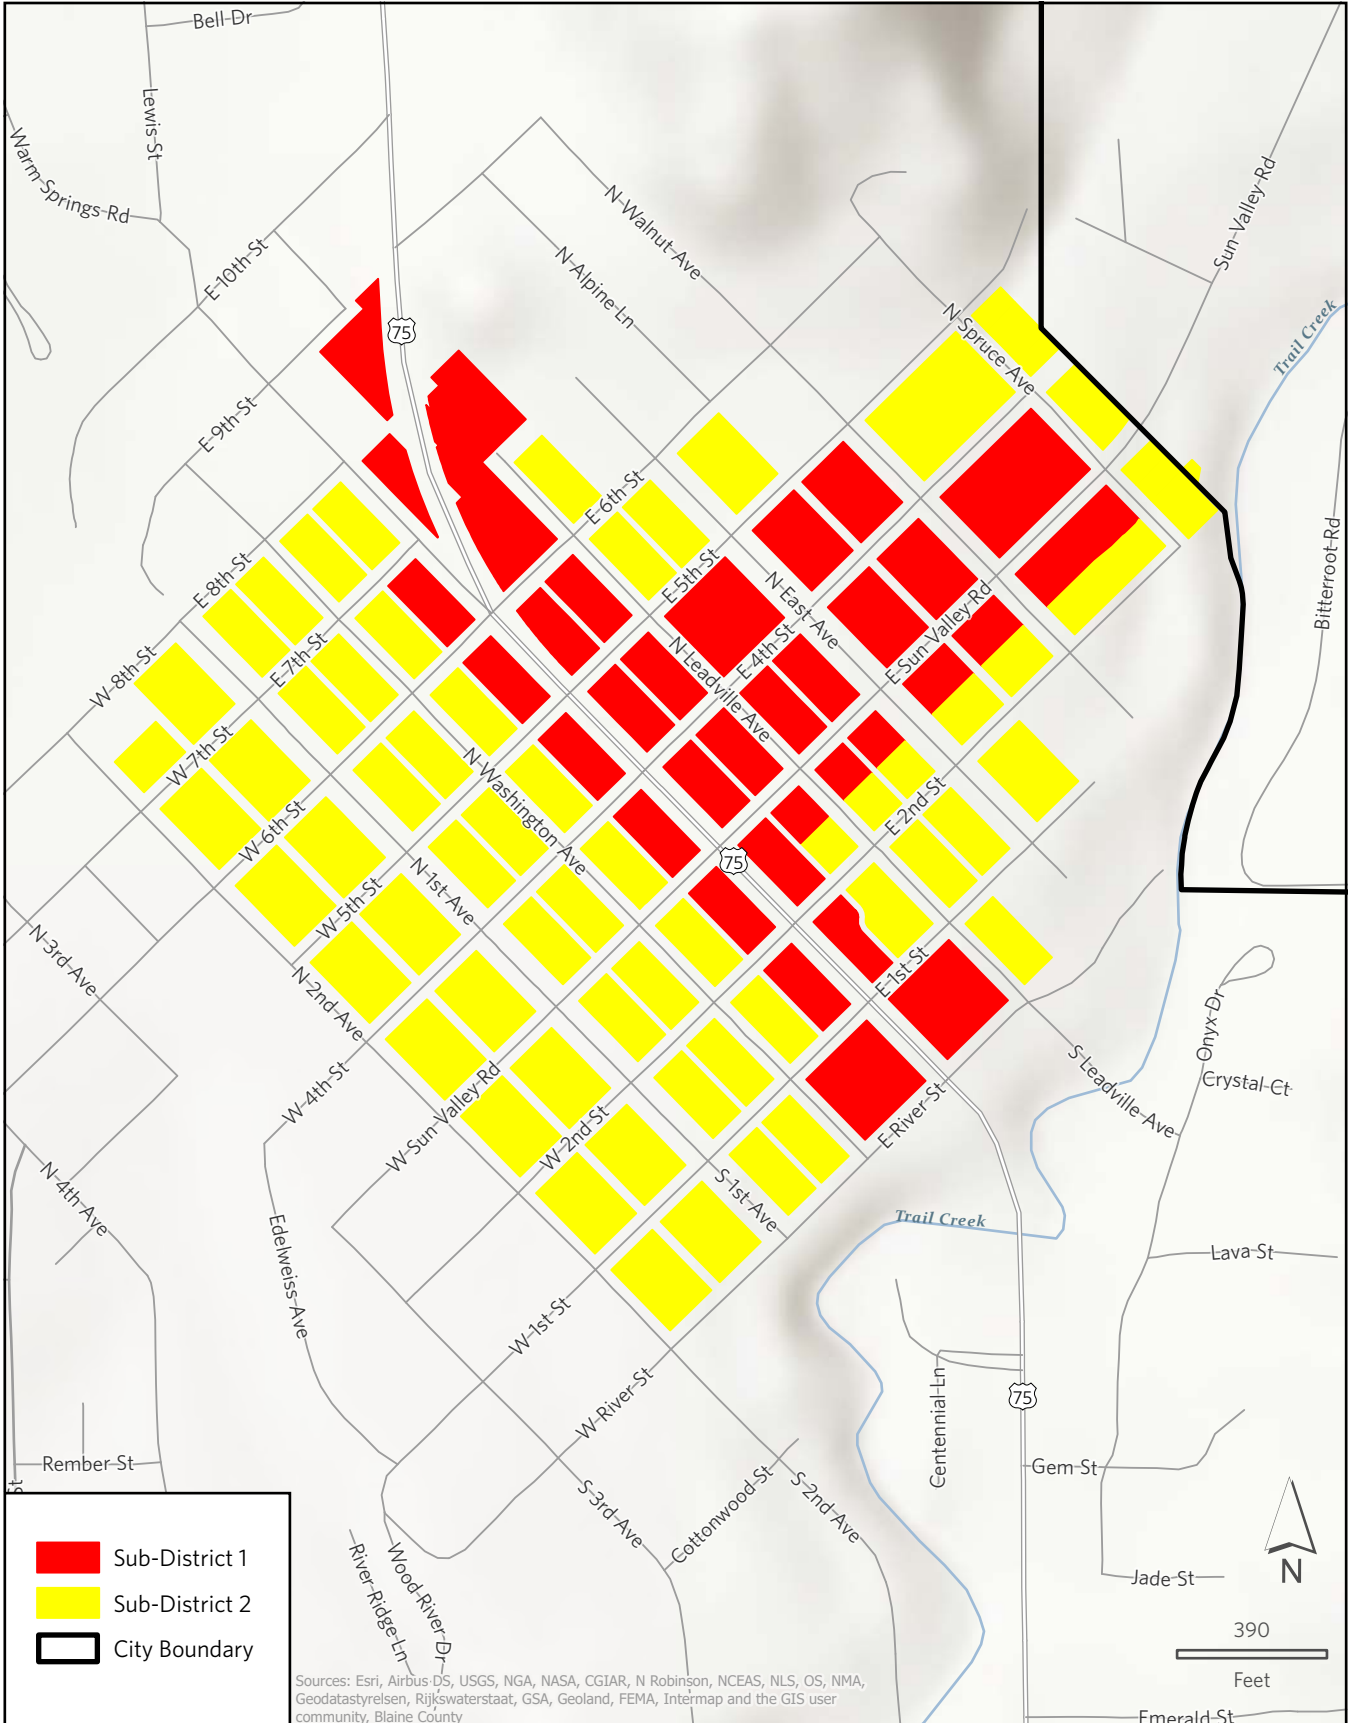 Bell Dr
Lewis St
Warm Springs Rd
N Walnut Ave
Sun Valley Rd
E 10th St
N Alpine Ln
75
N Spruce Ave
Trail Creek
E 9th St
E 6th St
Bitterroot Rd
E 8th St
E 5th St
N East Ave
E 7th St
E 4th St
E Sun Valley Rd
W 8th St
N Leadville Ave
W 7th St
N Washington Ave
E 2nd St
W 6th St
75
N 1st Ave
W 5th St
N 3rd Ave
E 1st St
N 2nd Ave
Onyx Dr
W 4th St
S Leadville Ave
Crystal Ct
W Sun Valley Rd
E River St
W 2nd St
N 4th Ave
S 1st Ave
Trail Creek
Edelweiss Ave
Lava St
W 1st St
W River St
Centennial Ln
75
Rember St
Gem St
S 3rd Ave
Cottonwood St
S 2nd Ave
River Ridge Ln
Wood River Dr
Jade St
N
Sub-District 1
Sub-District 2
City Boundary
390
Feet
Sources: Esri, Airbus DS, USGS, NGA, NASA, CGIAR, N Robinson, NCEAS, NLS, OS, NMA,
Geodatastyrelsen, Rijkswaterstaat, GSA, Geoland, FEMA, Intermap and the GIS user
community, Blaine County
Emerald St